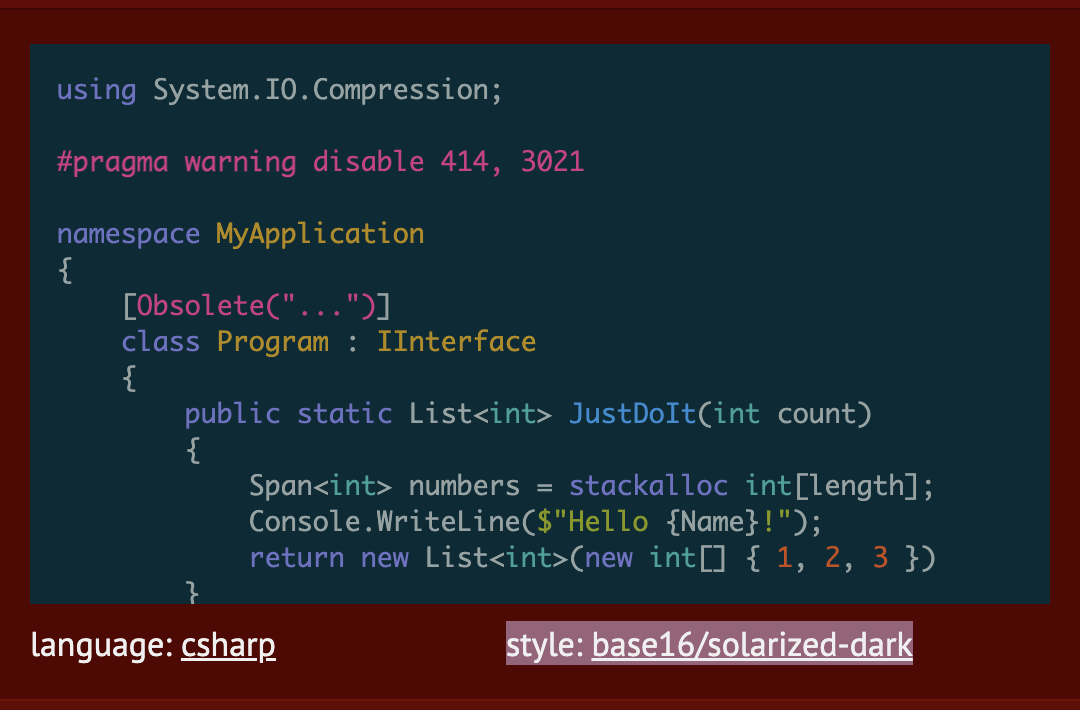 using System.IO.Compression;
#pragma warning disable 414, 3021
namespace MyApplication
{
[Obsolete("...")]
class Program : IInterface
{
public static List<int> JustDoIt(int count)
{
Span<int> numbers = stackalloc int[length];
Console.WriteLine($"Hello {Name}!");
return new List<int>(new int[] { 1, 2, 3 })
}
language: csharp
style: base16/solarized-dark